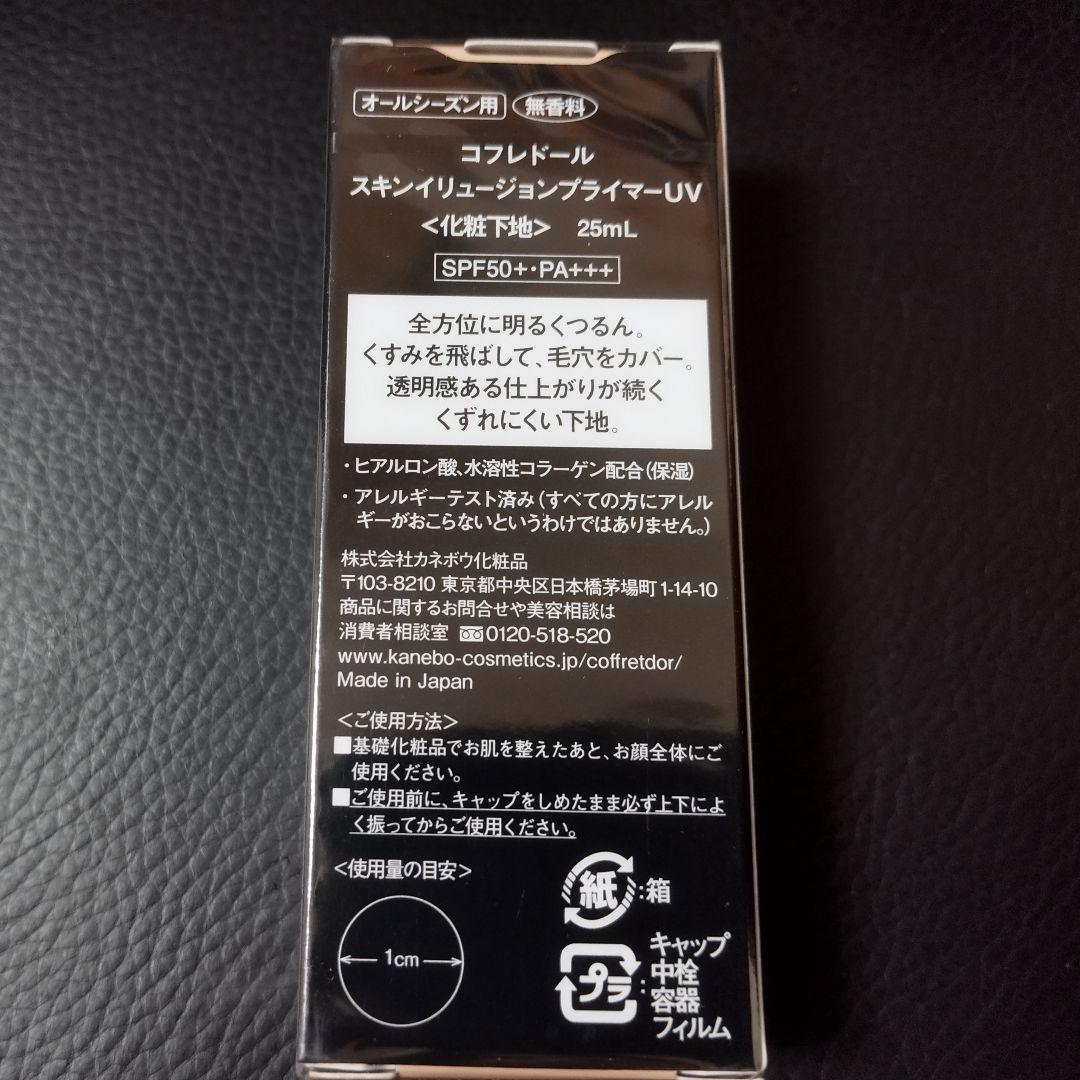 オールシーズン用 無香料
コフレドール
スキンイリュージョンプライマーUV
<化粧下地> 25mL
SPF50+・PA+++
全方位に明るくつるん。
くすみを飛ばして、毛穴をカバー。
透明感ある仕上がりが続く
くずれにくい下地。
・ヒアルロン酸、水溶性コラーゲン配合(保湿)
・アレルギーテスト済み(すべての方にアレル
ギーがおこらないというわけではありません。)
株式会社カネボウ化粧品
〒103-8210 東京都中央区日本橋茅場町1-14-10
商品に関するお問合せや美容相談は
消費者相談室 0120-518-520
www.kanebo-cosmetics.jp/coffretdor/
Made in Japan
<ご使用方法>
■基礎化粧品でお肌を整えたあと、お顔全体にご
使用ください。
■ご使用前に、キャップをしめたまま必ず上下によ
く振ってからご使用ください。
<使用量の目安>
1cm
紙:箱
プラ:キャップ
中栓
容器
フィルム